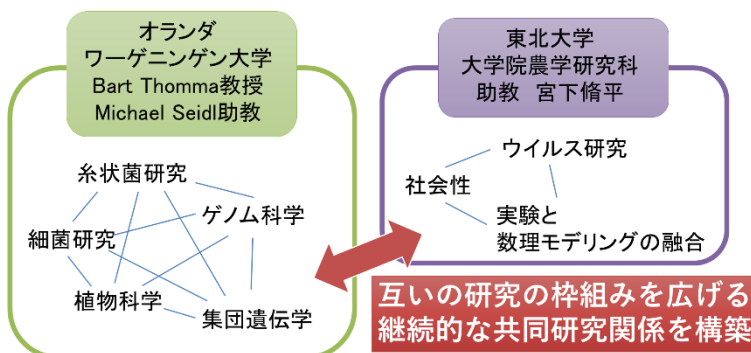 オランダ
ワーゲニンゲン大学
Bart Thomma教授
Michael Seidl助教
糸状菌研究
ゲノム科学
細菌研究
植物科学
集団遺伝学
東北大学
大学院農学研究科
助教 宮下脩平
ウイルス研究
社会性
実験と
数理モデリングの融合
互いの研究の枠組みを広げる
継続的な共同研究関係を構築